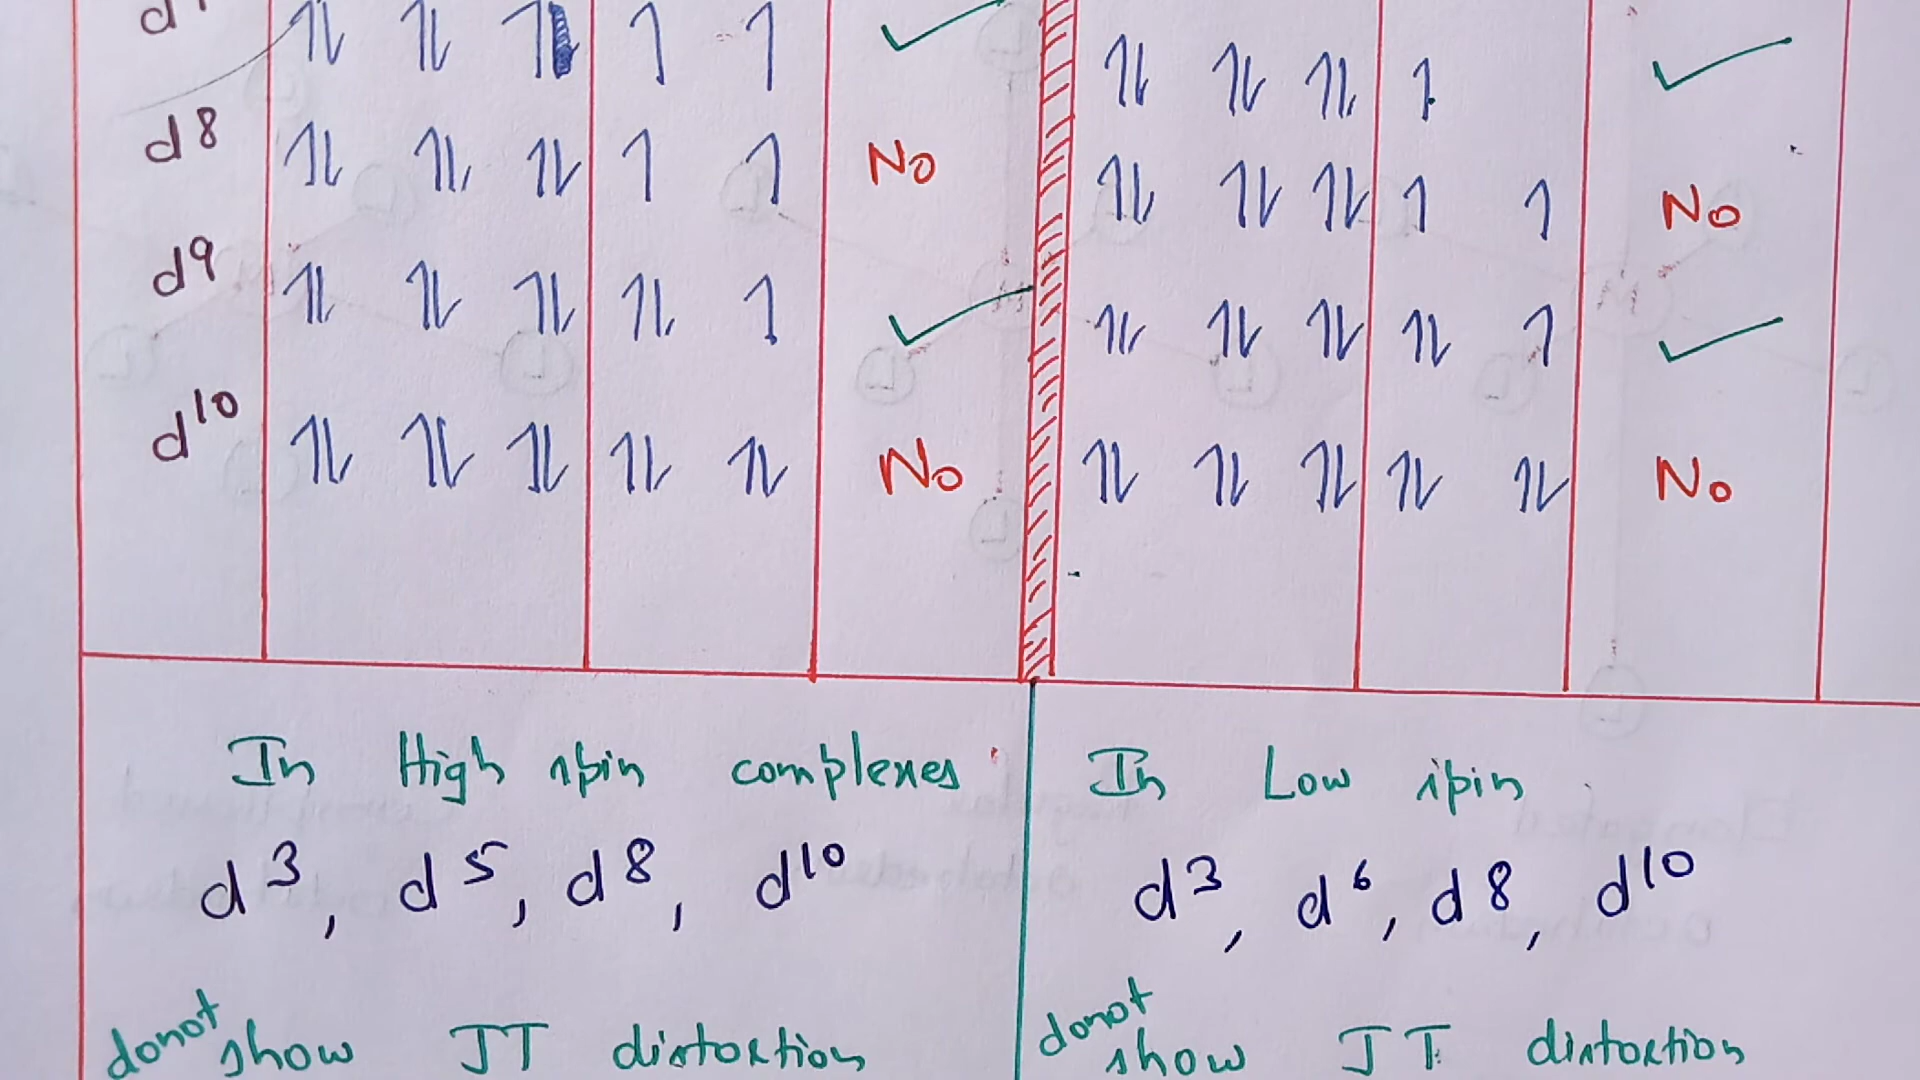 d7 ⥮ ⥮ ⥮ ↿ ↿ ✓ ⥮ ⥮ ⥮ ↿ ✓
d8 ⥮ ⥮ ⥮ ↿ ↿ No ⥮ ⥮ ⥮ ↿ ↿ No
d9 ⥮ ⥮ ⥮ ⥮ ↿ ✓ ⥮ ⥮ ⥮ ⥮ ↿ ✓
d10 ⥮ ⥮ ⥮ ⥮ ⥮ No ⥮ ⥮ ⥮ ⥮ ⥮ No
In High spin complexes
d3, d5, d8, d10
donot show JT distortion
In Low spin
d3, d6, d8, d10
donot show JT distortion